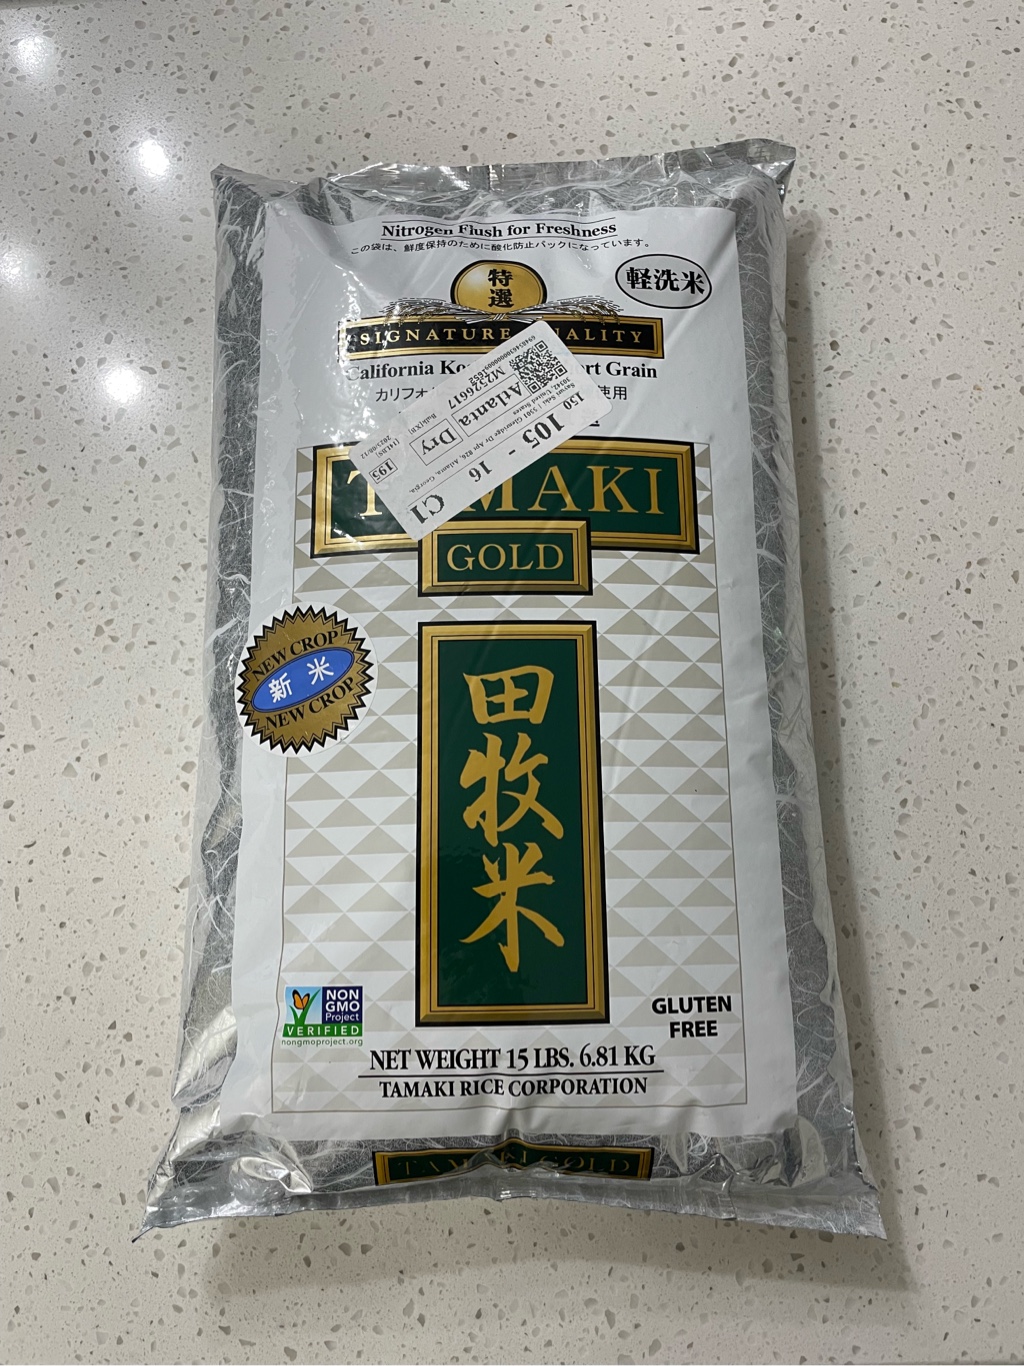 Nitrogen Flush for Freshness
この袋は、鮮度保持のために酸化防止パックになっています。
特選
軽洗米
SIGNATURE
California
rt Grain
カリフォ
使用
M2526617
Atlanta
Dry
Bulk[XB]
[14LBS]
195
150
105 - 16
C1
TAMAKI
GOLD
NEW CROP
新米
NEW CROP
田牧米
NON
GMO
Project
VERIFIED
nongmoproject.org
GLUTEN
FREE
NET WEIGHT 15 LBS. 6.81 KG
TAMAKI RICE CORPORATION
TAMAKI GOLD